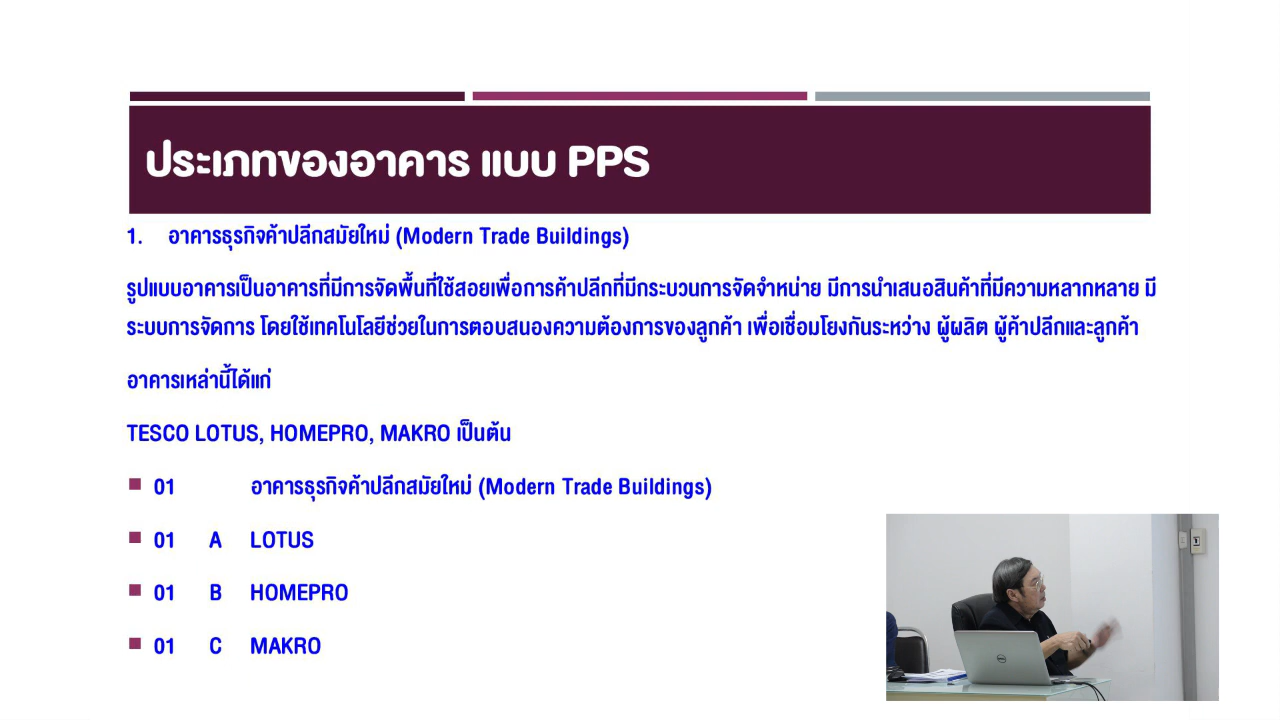 ประเภทของอาคาร แบบ PPS
1. อาคารธุรกิจค้าปลีกสมัยใหม่ (Modern Trade Buildings)
รูปแบบอาคารเป็นอาคารที่มีการจัดพื้นที่ใช้สอยเพื่อการค้าปลีกที่มีกระบวนการจัดจำหน่าย มีการนำเสนอสินค้าที่มีความหลากหลาย มี
ระบบการจัดการ โดยใช้เทคโนโลยีช่วยในการตอบสนองความต้องการของลูกค้า เพื่อเชื่อมโยงกันระหว่าง ผู้ผลิต ผู้ค้าปลีกและลูกค้า
อาคารเหล่านี้ได้แก่
TESCO LOTUS, HOMEPRO, MAKRO เป็นต้น
01 อาคารธุรกิจค้าปลีกสมัยใหม่ (Modern Trade Buildings)
01 A LOTUS
01 B HOMEPRO
01 C MAKRO